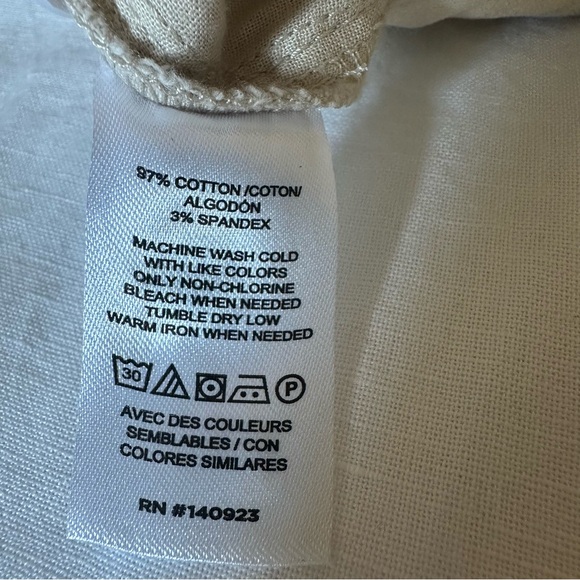 97% COTTON /COTON/
ALGODÓN
3% SPANDEX
MACHINE WASH COLD
WITH LIKE COLORS
ONLY NON-CHLORINE
BLEACH WHEN NEEDED
TUMBLE DRY LOW
WARM IRON WHEN NEEDED
30 P
AVEC DES COULEURS
SEMBLABLES / CON
COLORES SIMILARES
RN #140923